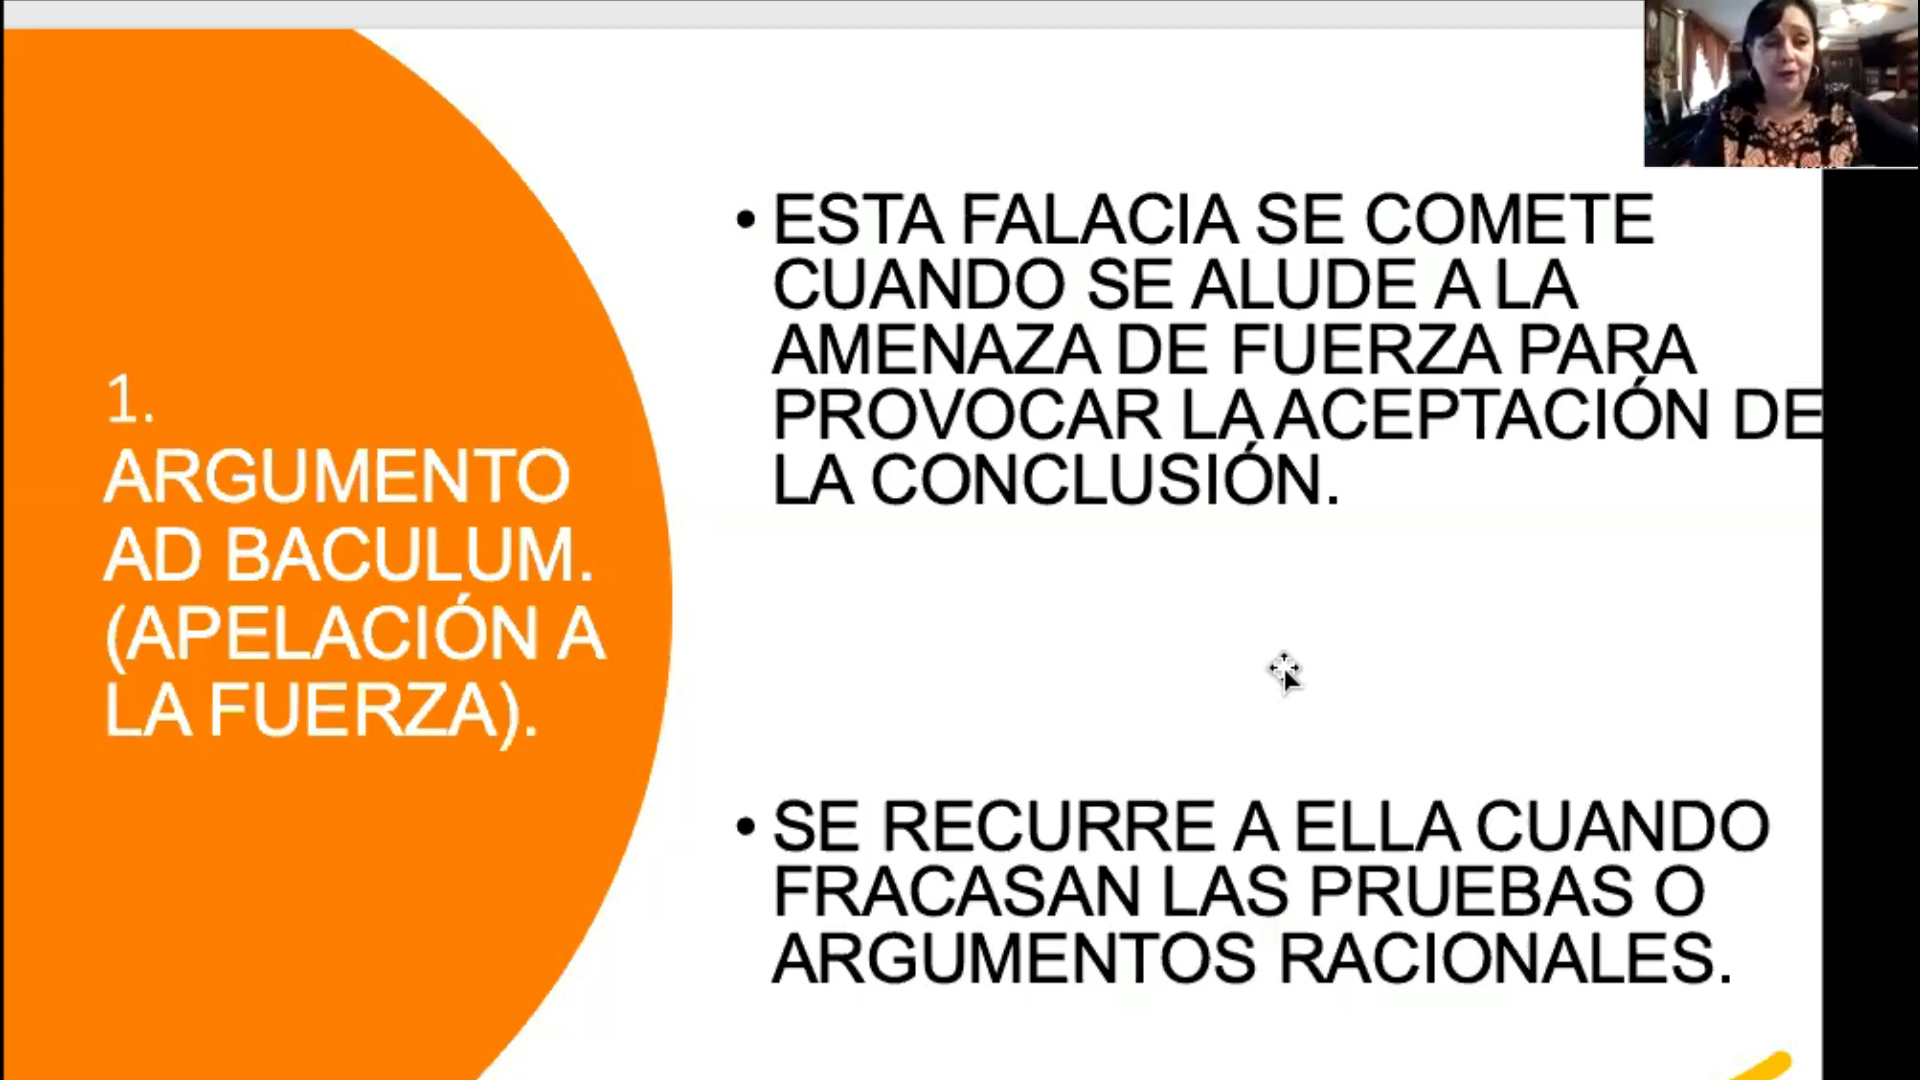 1.
ARGUMENTO
AD BACULUM.
(APELACIÓN A
LA FUERZA).
• ESTA FALACIA SE COMETE
CUANDO SE ALUDE A LA
AMENAZA DE FUERZA PARA
PROVOCAR LA ACEPTACIÓN DE
LA CONCLUSIÓN.
• SE RECURRE A ELLA CUANDO
FRACASAN LAS PRUEBAS O
ARGUMENTOS RACIONALES.